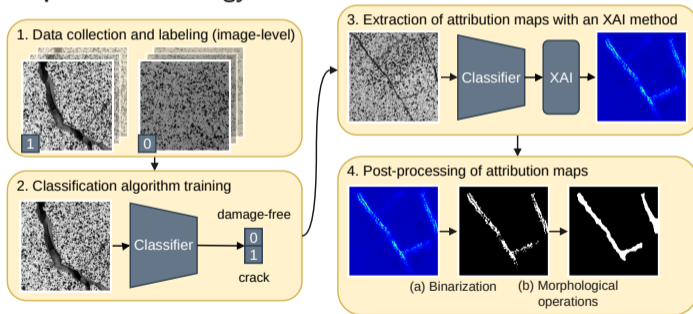 1. Data collection and labeling (image-level)
1
0
2. Classification algorithm training
Classifier
damage-free
0
1
crack
3. Extraction of attribution maps with an XAI method
Classifier
XAI
4. Post-processing of attribution maps
(a) Binarization
(b) Morphological
operations